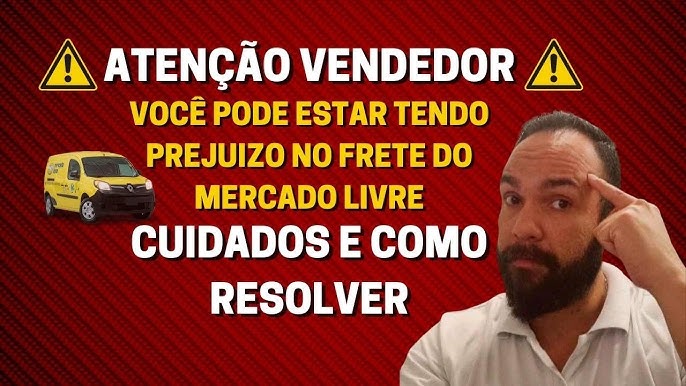 ATENÇÃO VENDEDOR
VOCÊ PODE ESTAR TENDO
PREJUIZO NO FRETE DO
MERCADO LIVRE
CUIDADOS E COMO
RESOLVER